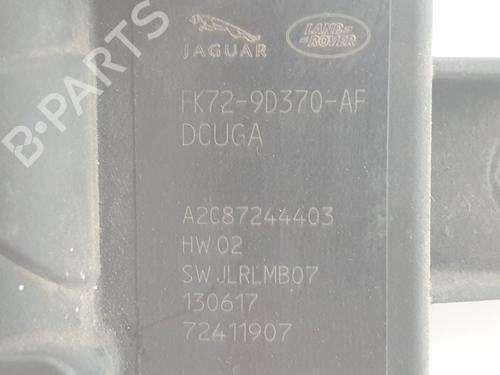 JAGUAR
LAND
ROVER
FK72-9D370-AF
DCUGA
A2C87244403
HW 02
SW JLRLMB07
130617
72411907
B-PARTS